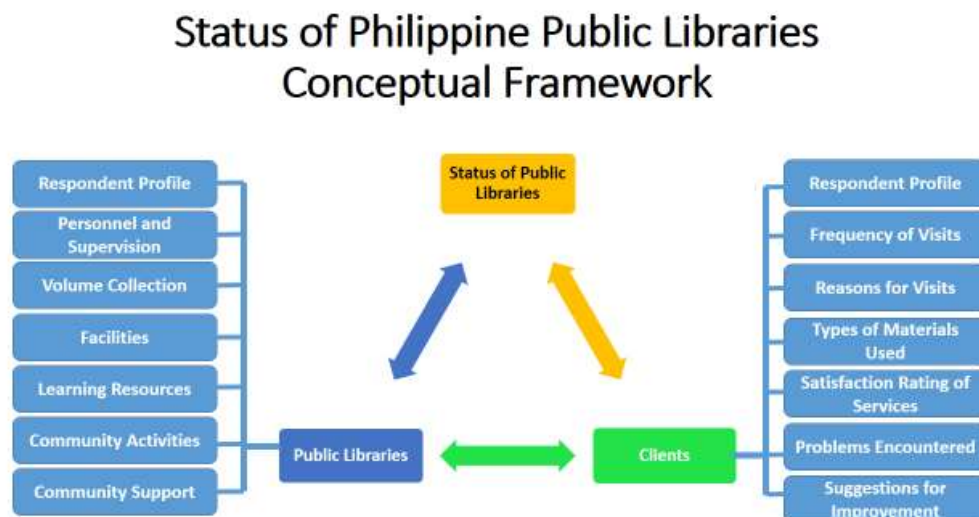 Status of Philippine Public Libraries
Conceptual Framework
Status of Public
Libraries
Respondent Profile
Personnel and
Supervision
Volume Collection
Facilities
Learning Resources
Community Activities
Community Support
Public Libraries
Clients
Respondent Profile
Frequency of Visits
Reasons for Visits
Types of Materials
Used
Satisfaction Rating of
Services
Problems Encountered
Suggestions for
Improvement